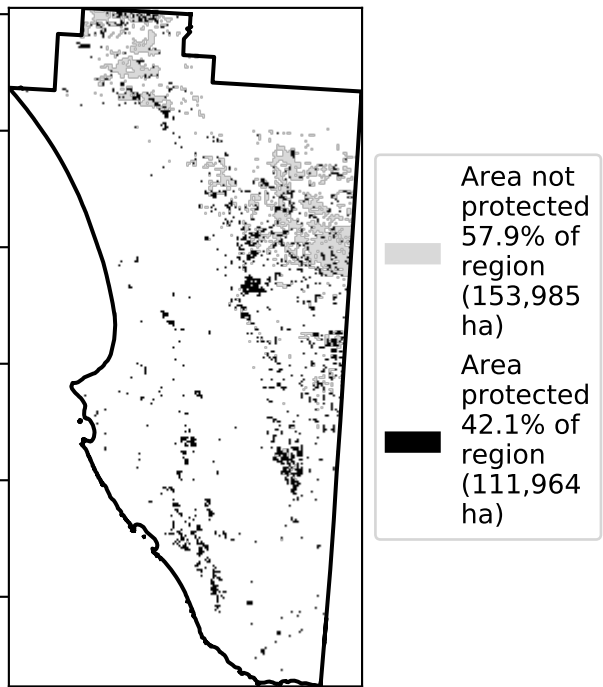 Area not
protected
57.9% of
region
(153,985
ha)
Area
protected
42.1% of
region
(111,964
ha)